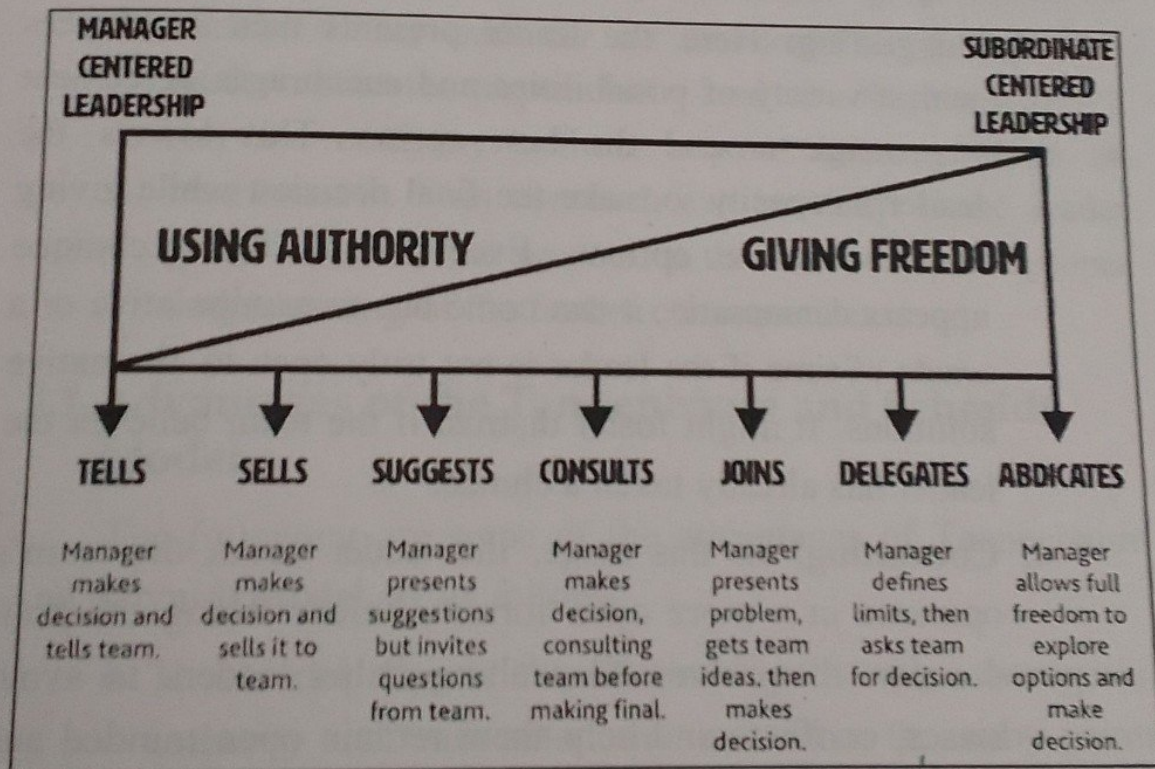 MANAGER
CENTERED
LEADERSHIP
SUBORDINATE
CENTERED
LEADERSHIP
USING AUTHORITY
GIVING FREEDOM
TELLS
SELLS
SUGGESTS
CONSULTS
JOINS
DELEGATES
ABDICATES
Manager
makes
decision and
tells team.
Manager
makes
decision and
sells it to
team.
Manager
presents
suggestions
but invites
questions
from team.
Manager
makes
decision,
consulting
team before
making final.
Manager
presents
problem,
gets team
ideas, then
makes
decision.
Manager
defines
limits, then
asks team
for decision.
Manager
allows full
freedom to
explore
options and
make
decision.